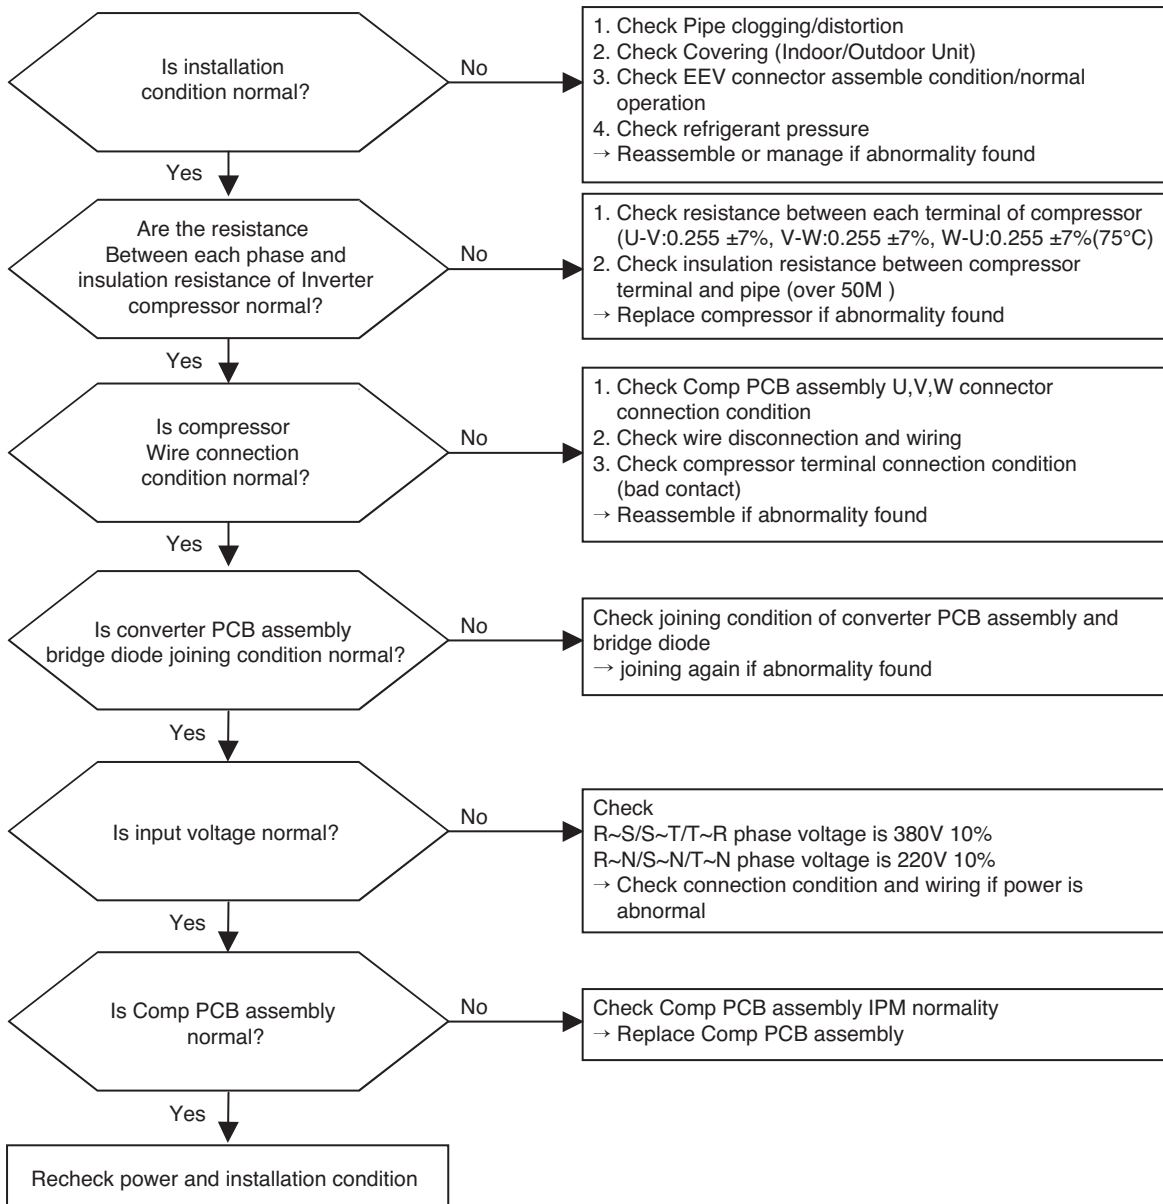 Is installation
condition normal?
No
1. Check Pipe clogging/distortion
2. Check Covering (Indoor/Outdoor Unit)
3. Check EEV connector assemble condition/normal
operation
4. Check refrigerant pressure
→ Reassemble or manage if abnormality found
Yes
Are the resistance
Between each phase and
insulation resistance of Inverter
compressor normal?
No
1. Check resistance between each terminal of compressor
(U-V:0.255 ±7%, V-W:0.255 ±7%, W-U:0.255 ±7%(75°C)
2. Check insulation resistance between compressor
terminal and pipe (over 50M )
→ Replace compressor if abnormality found
Yes
Is compressor
Wire connection
condition normal?
No
1. Check Comp PCB assembly U,V,W connector
connection condition
2. Check wire disconnection and wiring
3. Check compressor terminal connection condition
(bad contact)
→ Reassemble if abnormality found
Yes
Is converter PCB assembly
bridge diode joining condition normal?
No
Check joining condition of converter PCB assembly and
bridge diode
→ joining again if abnormality found
Yes
Is input voltage normal?
No
Check
R~S/S~T/T~R phase voltage is 380V 10%
R~N/S~N/T~N phase voltage is 220V 10%
→ Check connection condition and wiring if power is
abnormal
Yes
Is Comp PCB assembly
normal?
No
Check Comp PCB assembly IPM normality
→ Replace Comp PCB assembly
Yes
Recheck power and installation condition